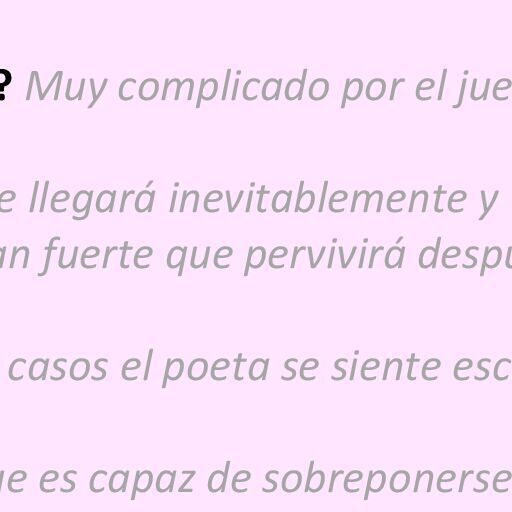 ? Muy complicado por el jue
e llegará inevitablemente y
an fuerte que pervivirá despu
casos el poeta se siente esc
ue es capaz de sobreponerse